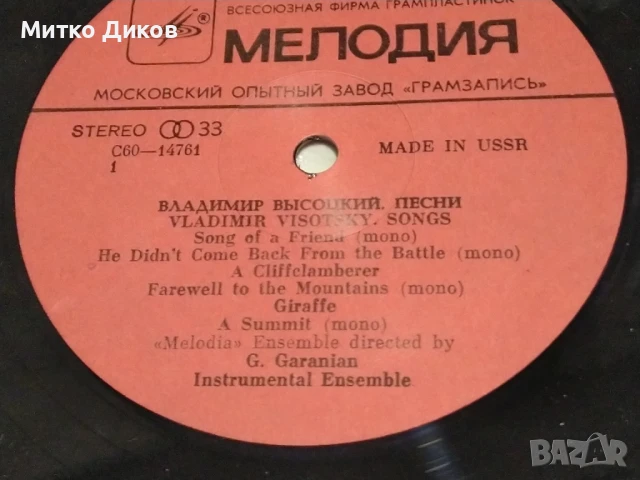 Митко Диков
ВСЕСОЮЗНАЯ ФИРМА ГРАМПЛАСТИНОК
МЕЛОДИЯ
МОСКОВСКИЙ ОПЫТНЫЙ ЗАВОД «ГРАМЗАПИСЬ»
STEREO 33
MADE IN USSR
С60—14761
1
ВЛАДИМИР ВЫСОЦКИЙ. ПЕСНИ
VLADIMIR VISOTSKY. SONGS
Song of a Friend (mono)
He Didn't Come Back From the Battle (mono)
A Cliffclamberer
Farewell to the Mountains (mono)
Giraffe
A Summit (mono)
«Melodia» Ensemble directed by
G. Garanian
Instrumental Ensemble
BAZAR